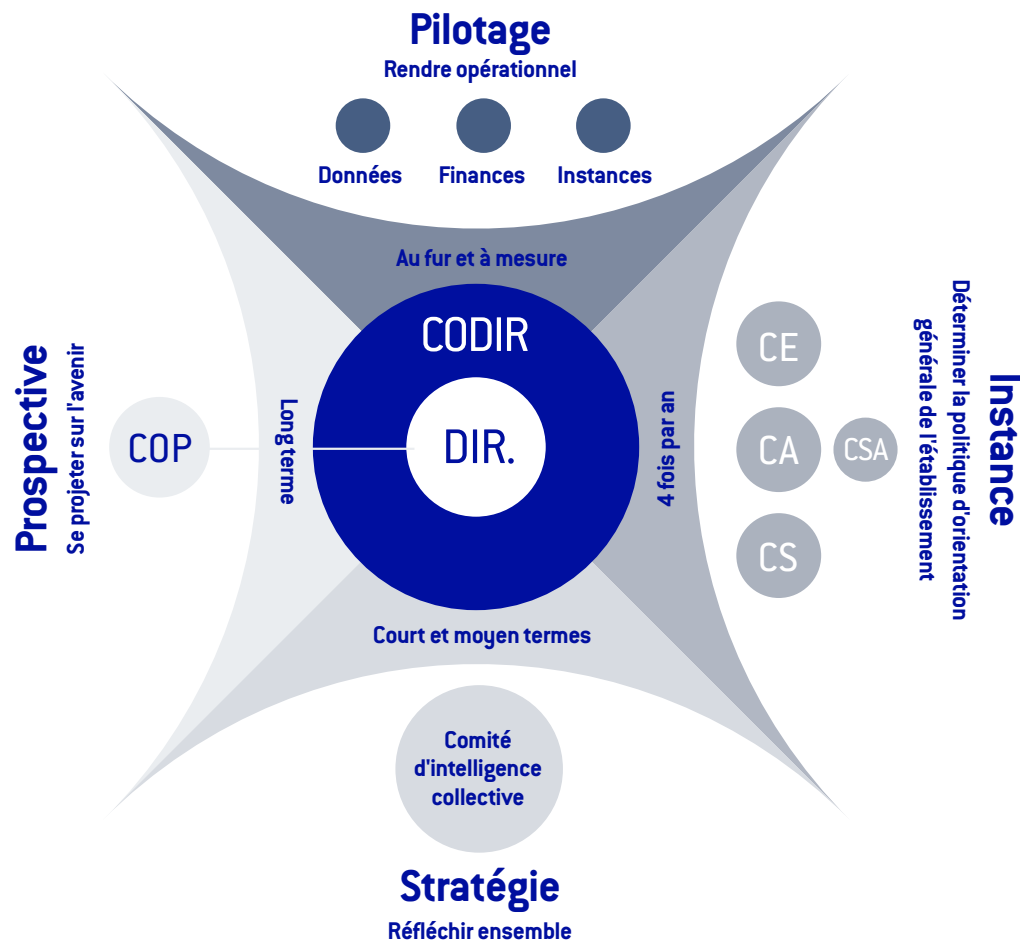 Pilotage
Rendre opérationnel
Données
Finances
Instances
Au fur et à mesure
CODIR
DIR.
Prospective
Se projeter sur l'avenir
COP
Long terme
4 fois par an
CE
CA
CSA
CS
Déterminer la politique d'orientation
générale de l'établissement
Instance
Court et moyen termes
Comité
d'intelligence
collective
Stratégie
Réfléchir ensemble